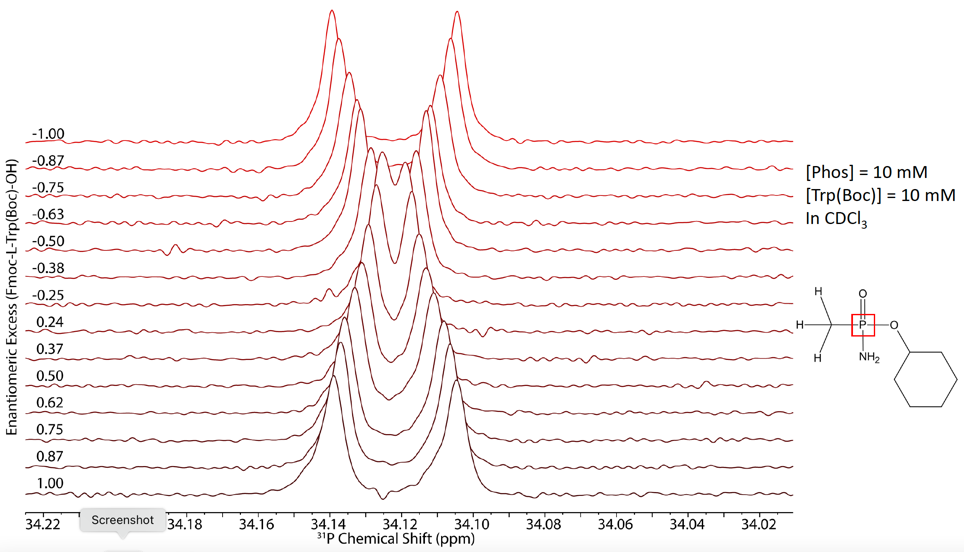 Enantiomeric Excess (Fmoc-L-Trp(Boc)-OH)
-1.00
-0.87
-0.75
-0.63
-0.50
-0.38
-0.25
0.24
0.37
0.50
0.62
0.75
0.87
1.00
34.22 34.18 34.16 34.14 34.12 34.10 34.08 34.06 34.04 34.02
Screenshot
31P Chemical Shift (ppm)
[Phos] = 10 mM
[Trp(Boc)] = 10 mM
In CDCl3
H O
H P O
H NH2